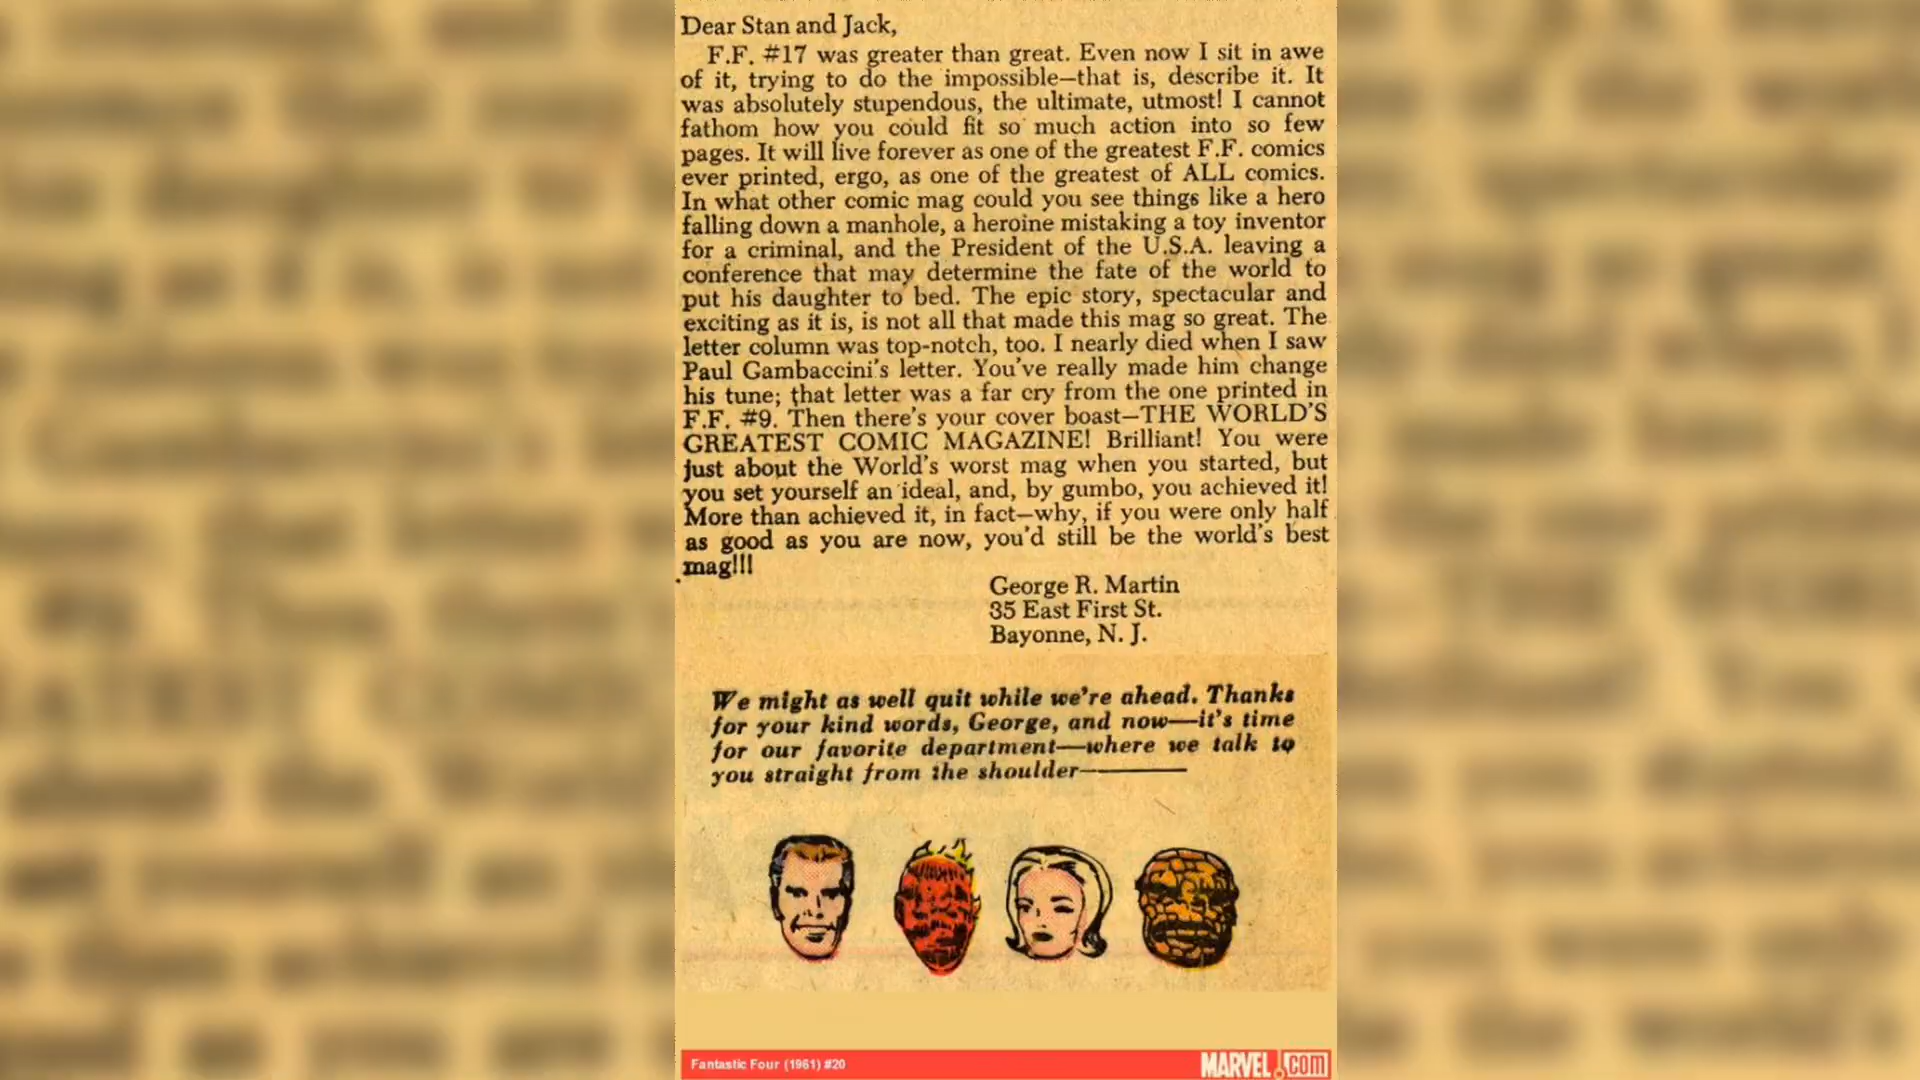 Dear Stan and Jack,
F.F. #17 was greater than great. Even now I sit in awe
of it, trying to do the impossible—that is, describe it. It
was absolutely stupendous, the ultimate, utmost! I cannot
fathom how you could fit so much action into so few
pages. It will live forever as one of the greatest F.F. comics
ever printed, ergo, as one of the greatest of ALL comics.
In what other comic mag could you see things like a hero
falling down a manhole, a heroine mistaking a toy inventor
for a criminal, and the President of the U.S.A. leaving a
conference that may determine the fate of the world to
put his daughter to bed. The epic story, spectacular and
exciting as it is, is not all that made this mag so great. The
letter column was top-notch, too. I nearly died when I saw
Paul Gambaccini's letter. You've really made him change
his tune; that letter was a far cry from the one printed in
F.F. #9. Then there's your cover boast—THE WORLD'S
GREATEST COMIC MAGAZINE! Brilliant! You were
just about the World's worst mag when you started, but
you set yourself an ideal, and, by gumbo, you achieved it!
More than achieved it, in fact—why, if you were only half
as good as you are now, you'd still be the world's best
mag!!!
George R. Martin
35 East First St.
Bayonne, N. J.
We might as well quit while we're ahead. Thanks
for your kind words, George, and now—it's time
for our favorite department—where we talk to
you straight from the shoulder———
Fantastic Four (1961) #20
MARVEL.com